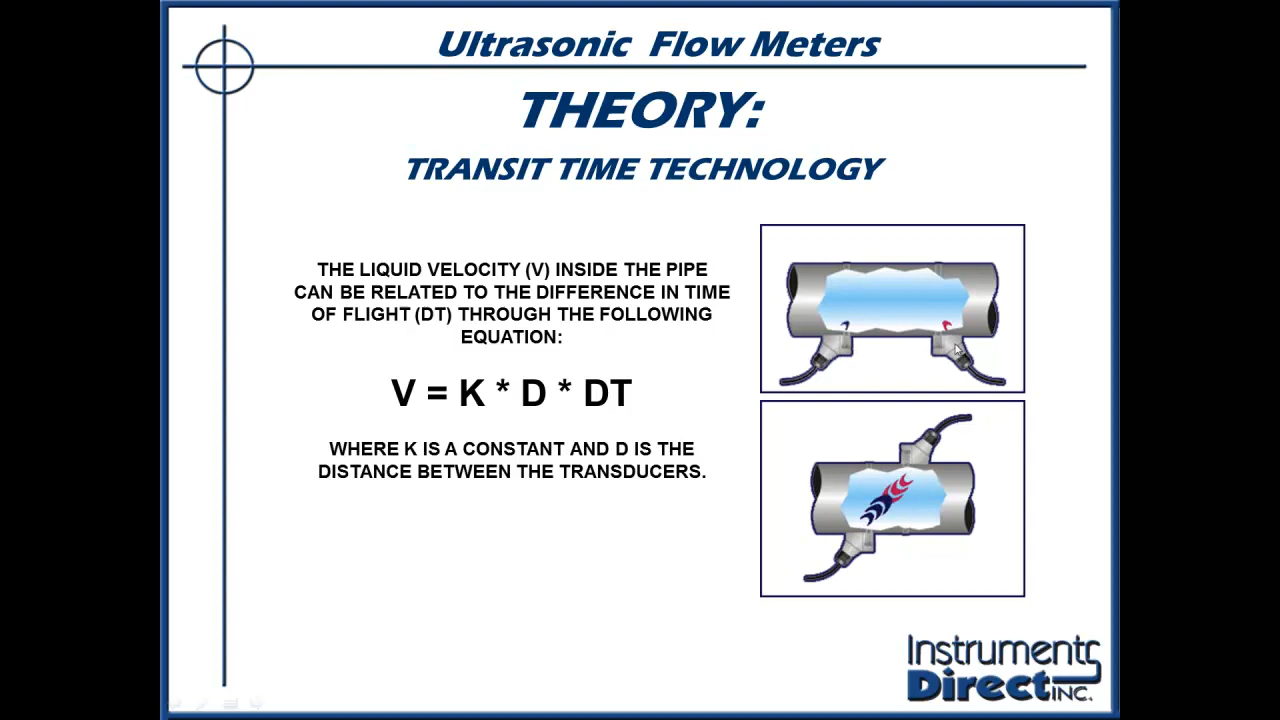 Ultrasonic Flow Meters
THEORY:
TRANSIT TIME TECHNOLOGY
THE LIQUID VELOCITY (V) INSIDE THE PIPE
CAN BE RELATED TO THE DIFFERENCE IN TIME
OF FLIGHT (DT) THROUGH THE FOLLOWING
EQUATION:
V = K * D * DT
WHERE K IS A CONSTANT AND D IS THE
DISTANCE BETWEEN THE TRANSDUCERS.
Instruments
Direct INC.